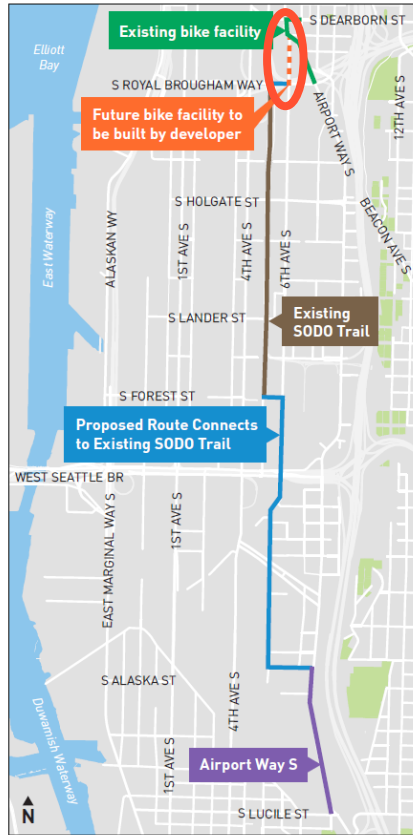 S DEARBORN ST
Existing bike facility
Elliott
Bay
S ROYAL BROUGHAM WAY
Future bike facility to
be built by developer
AIRPORT WAY S
12TH AVE S
BEACON AVE S
S HOLGATE ST
East Waterway
ALASKAN WY
1ST AVE S
4TH AVE S
6TH AVE S
S LANDER ST
Existing
SODO Trail
S FOREST ST
Proposed Route Connects
to Existing SODO Trail
WEST SEATTLE BR
EAST MARGINAL WAY S
1ST AVE S
S ALASKA ST
4TH AVE S
Duwamish Waterway
1ST AVE S
Airport Way S
S LUCILE ST
N